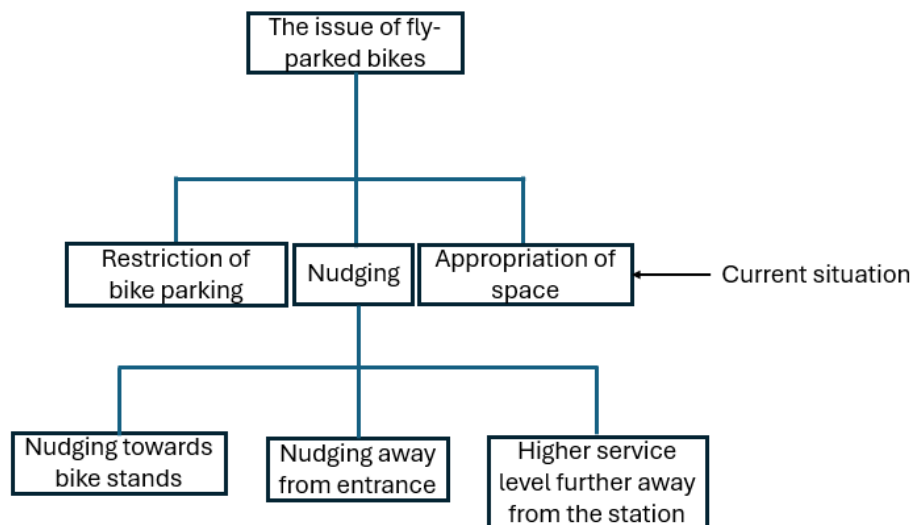 The issue of fly-
parked bikes
Restriction of
bike parking
Nudging
Appropriation of
space
Current situation
Nudging towards
bike stands
Nudging away
from entrance
Higher service
level further away
from the station